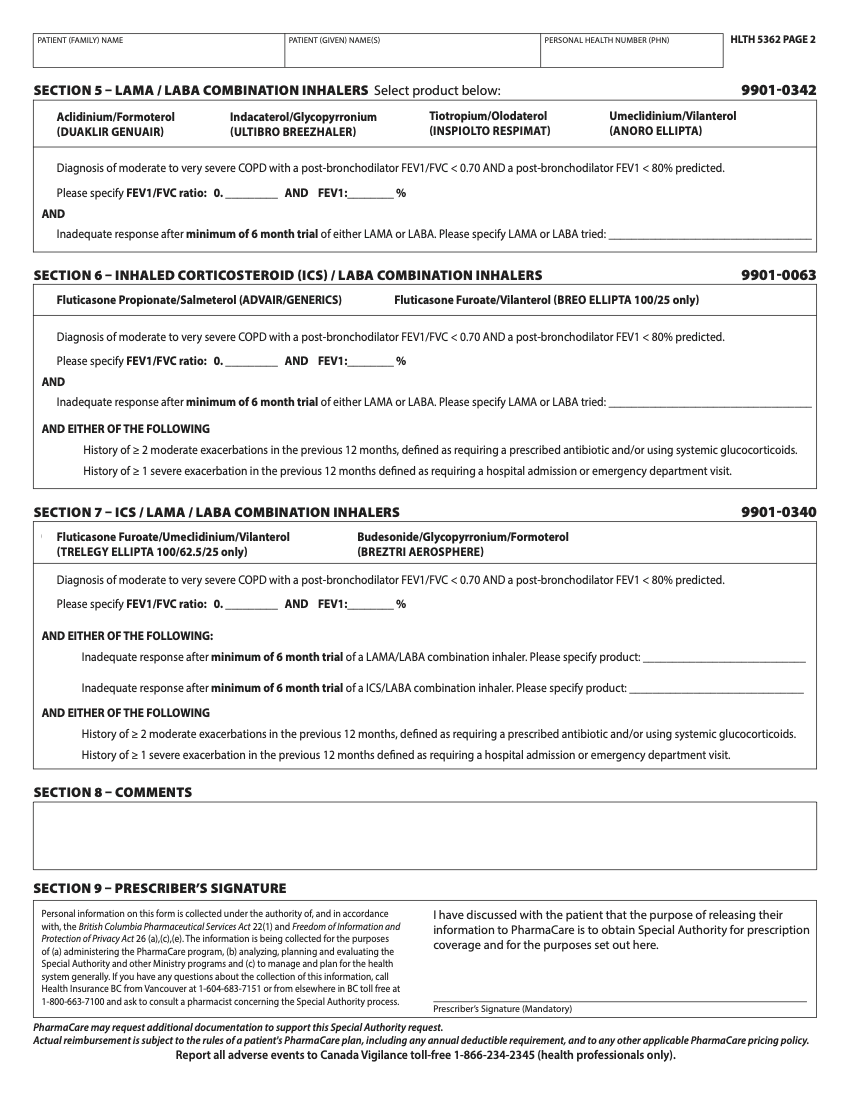 PATIENT (FAMILY) NAME PATIENT (GIVEN) NAME(S) PERSONAL HEALTH NUMBER (PHN) HLTH 5362 PAGE 2
SECTION 5 – LAMA / LABA COMBINATION INHALERS Select product below: 9901-0342
Aclidinium/Formoterol Indacaterol/Glycopyrronium Tiotropium/Olodaterol Umeclidinium/Vilanterol
(DUAKLIR GENUAIR) (ULTIBRO BREEZHALER) (INSPIOLTO RESPIMAT) (ANORO ELLIPTA)
Diagnosis of moderate to very severe COPD with a post-bronchodilator FEV1/FVC < 0.70 AND a post-bronchodilator FEV1 < 80% predicted.
Please specify FEV1/FVC ratio: 0. ________ AND FEV1:_______ %
AND
Inadequate response after minimum of 6 month trial of either LAMA or LABA. Please specify LAMA or LABA tried: ________________________________
SECTION 6 – INHALED CORTICOSTEROID (ICS) / LABA COMBINATION INHALERS 9901-0063
Fluticasone Propionate/Salmeterol (ADVAIR/GENERICS) Fluticasone Furoate/Vilanterol (BREO ELLIPTA 100/25 only)
Diagnosis of moderate to very severe COPD with a post-bronchodilator FEV1/FVC < 0.70 AND a post-bronchodilator FEV1 < 80% predicted.
Please specify FEV1/FVC ratio: 0. ________ AND FEV1:_______ %
AND
Inadequate response after minimum of 6 month trial of either LAMA or LABA. Please specify LAMA or LABA tried: ________________________________
AND EITHER OF THE FOLLOWING
History of ≥ 2 moderate exacerbations in the previous 12 months, defined as requiring a prescribed antibiotic and/or using systemic glucocorticoids.
History of ≥ 1 severe exacerbation in the previous 12 months defined as requiring a hospital admission or emergency department visit.
SECTION 7 – ICS / LAMA / LABA COMBINATION INHALERS 9901-0340
Fluticasone Furoate/Umeclidinium/Vilanterol Budesonide/Glycopyrronium/Formoterol
(TRELEGY ELLIPTA 100/62.5/25 only) (BREZTRI AEROSPHERE)
Diagnosis of moderate to very severe COPD with a post-bronchodilator FEV1/FVC < 0.70 AND a post-bronchodilator FEV1 < 80% predicted.
Please specify FEV1/FVC ratio: 0. ________ AND FEV1:_______ %
AND EITHER OF THE FOLLOWING:
Inadequate response after minimum of 6 month trial of a LAMA/LABA combination inhaler. Please specify product: __________________________
Inadequate response after minimum of 6 month trial of a ICS/LABA combination inhaler. Please specify product: ____________________________
AND EITHER OF THE FOLLOWING
History of ≥ 2 moderate exacerbations in the previous 12 months, defined as requiring a prescribed antibiotic and/or using systemic glucocorticoids.
History of ≥ 1 severe exacerbation in the previous 12 months defined as requiring a hospital admission or emergency department visit.
SECTION 8 – COMMENTS
SECTION 9 – PRESCRIBER'S SIGNATURE
Personal information on this form is collected under the authority of, and in accordance
with, the British Columbia Pharmaceutical Services Act 22(1) and Freedom of Information and
Protection of Privacy Act 26 (a),(c),(e). The information is being collected for the purposes
of (a) administering the PharmaCare program, (b) analyzing, planning and evaluating the
Special Authority and other Ministry programs and (c) to manage and plan for the health
system generally. If you have any questions about the collection of this information, call
Health Insurance BC from Vancouver at 1-604-683-7151 or from elsewhere in BC toll free at
1-800-663-7100 and ask to consult a pharmacist concerning the Special Authority process.
I have discussed with the patient that the purpose of releasing their
information to PharmaCare is to obtain Special Authority for prescription
coverage and for the purposes set out here.
Prescriber's Signature (Mandatory)
PharmaCare may request additional documentation to support this Special Authority request.
Actual reimbursement is subject to the rules of a patient's PharmaCare plan, including any annual deductible requirement, and to any other applicable PharmaCare pricing policy.
Report all adverse events to Canada Vigilance toll-free 1-866-234-2345 (health professionals only).